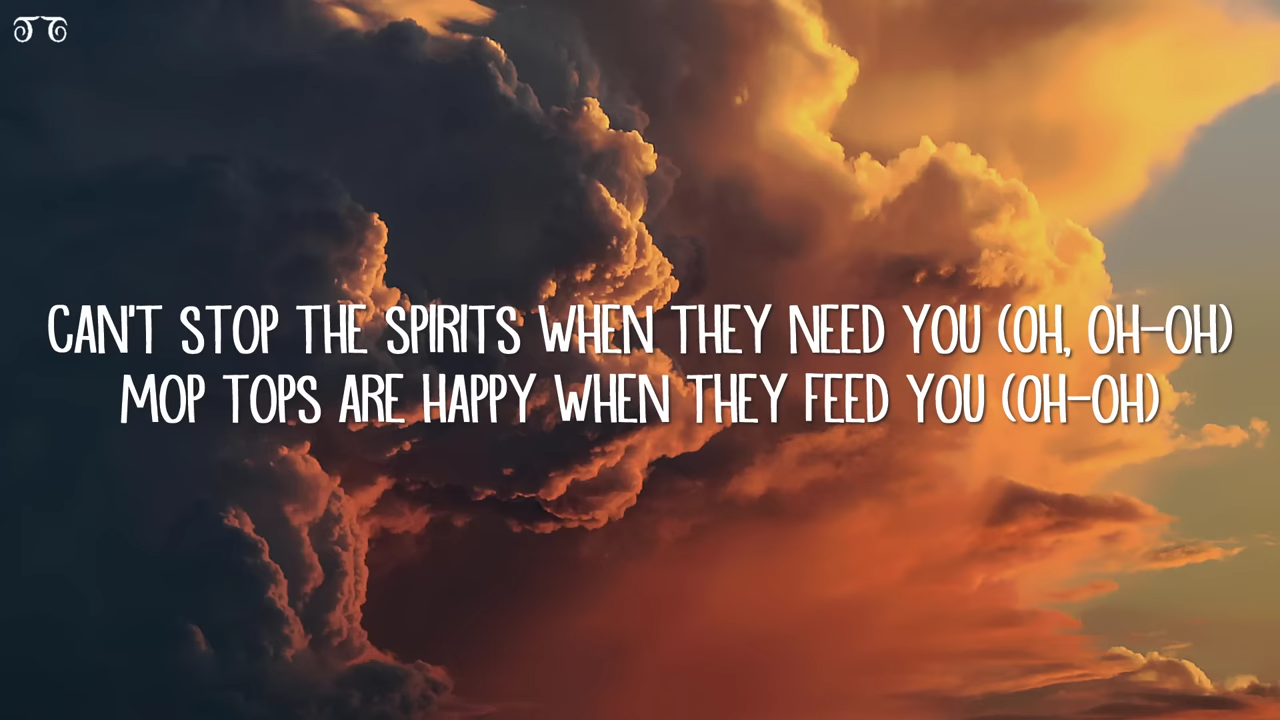 CAN'T STOP THE SPIRITS WHEN THEY NEED YOU (OH, OH-OH)
MOP TOPS ARE HAPPY WHEN THEY FEED YOU (OH-OH)